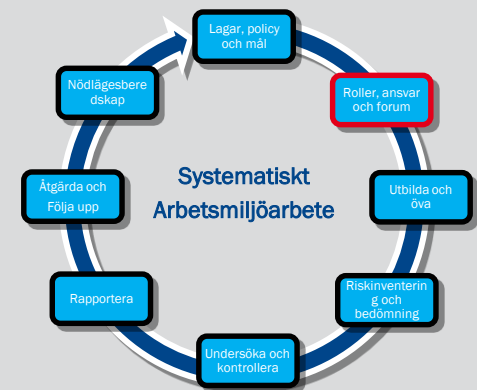 Lagar, policy
och mål
Roller, ansvar
och forum
Utbilda och
öva
Riskinventerin
g och
bedömning
Undersöka och
kontrollera
Rapportera
Åtgärda och
Följa upp
Nödlägesbere
dskap
Systematiskt
Arbetsmiljöarbete